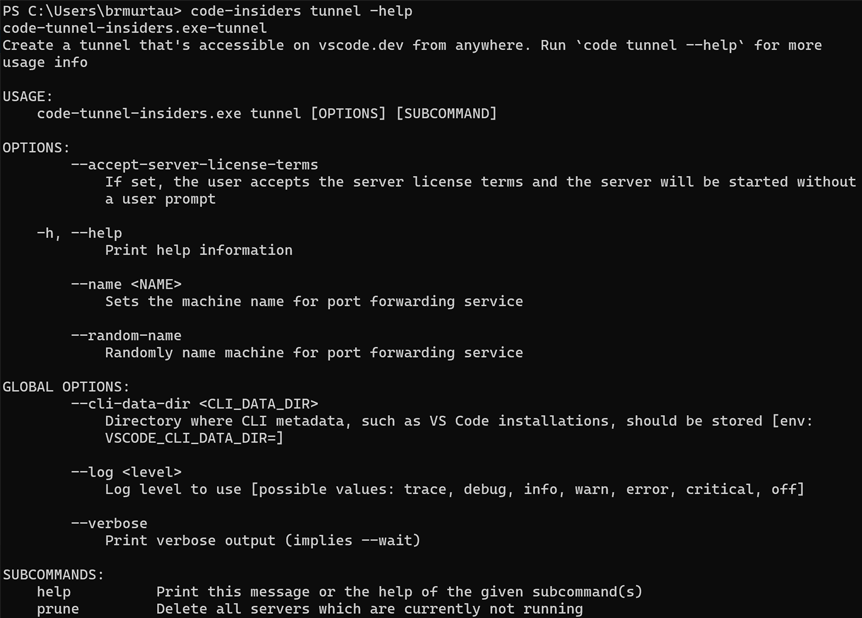 PS C:\Users\brmurtau> code-insiders tunnel -help
code-tunnel-insiders.exe-tunnel
Create a tunnel that's accessible on vscode.dev from anywhere. Run `code tunnel --help` for more
usage info
USAGE:
code-tunnel-insiders.exe tunnel [OPTIONS] [SUBCOMMAND]
OPTIONS:
--accept-server-license-terms
If set, the user accepts the server license terms and the server will be started without
a user prompt
-h, --help
Print help information
--name <NAME>
Sets the machine name for port forwarding service
--random-name
Randomly name machine for port forwarding service
GLOBAL OPTIONS:
--cli-data-dir <CLI_DATA_DIR>
Directory where CLI metadata, such as VS Code installations, should be stored [env:
VSCODE_CLI_DATA_DIR=]
--log <level>
Log level to use [possible values: trace, debug, info, warn, error, critical, off]
--verbose
Print verbose output (implies --wait)
SUBCOMMANDS:
help Print this message or the help of the given subcommand(s)
prune Delete all servers which are currently not running